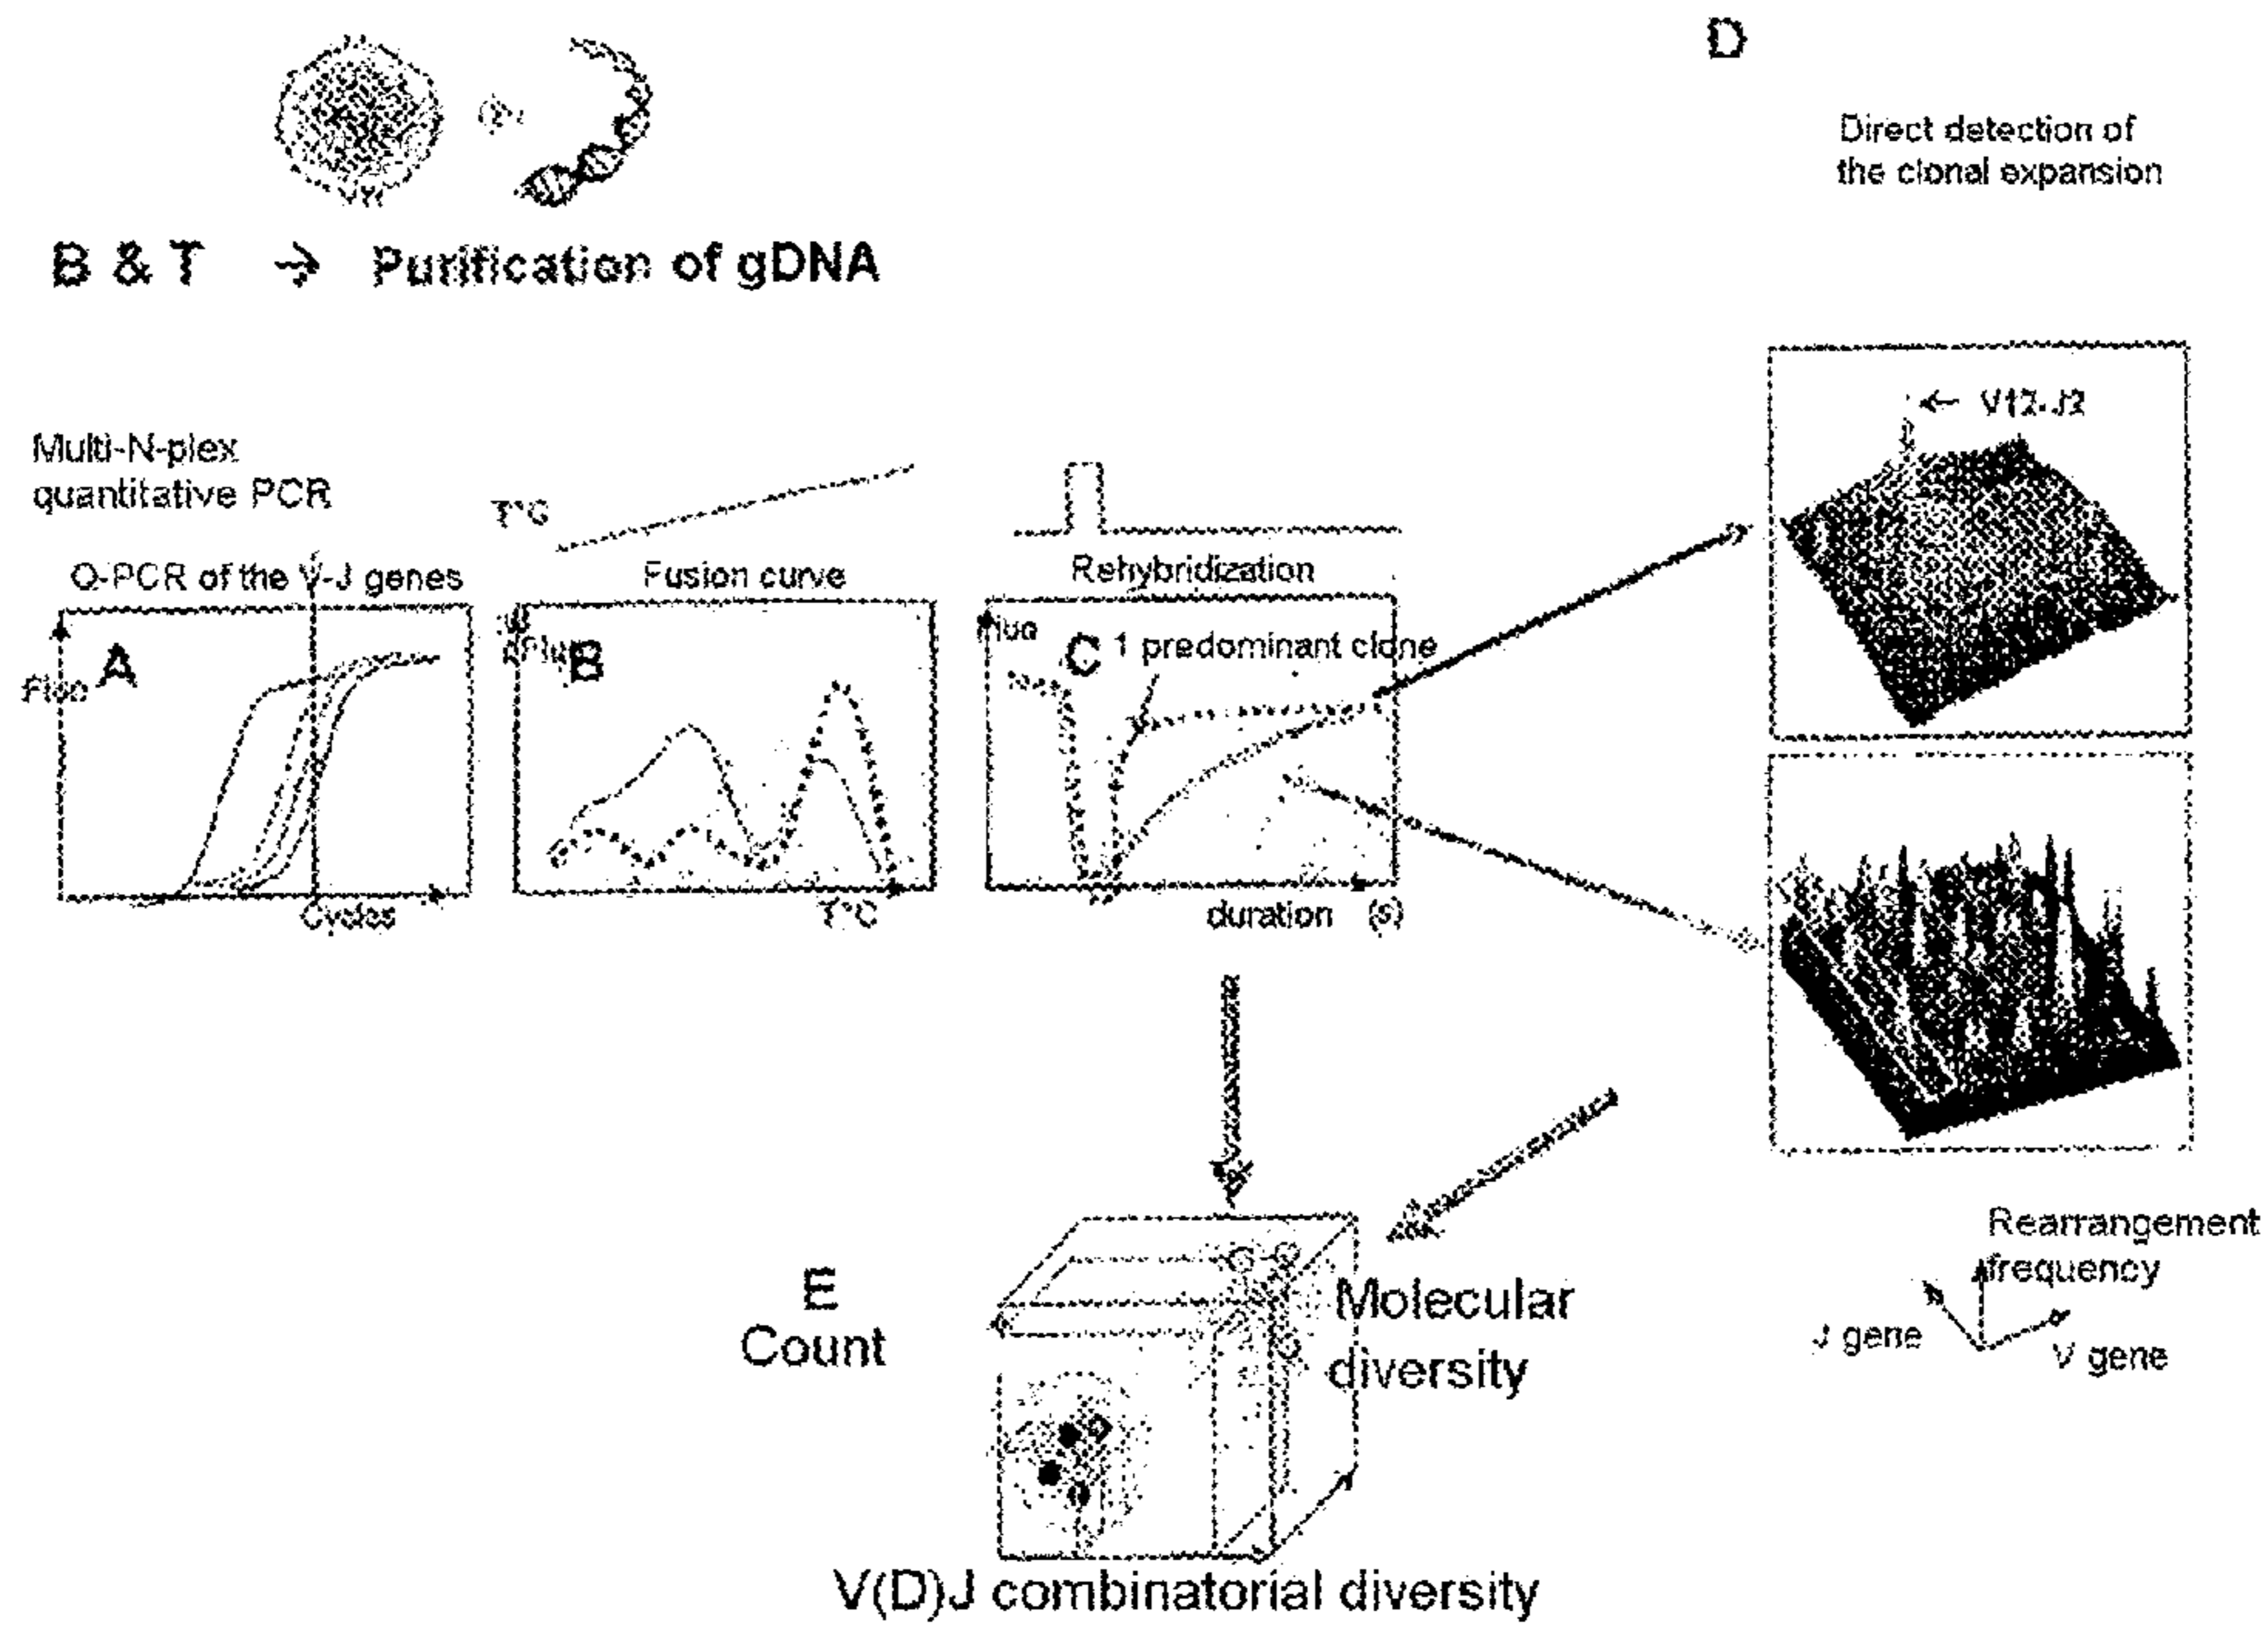 D
Direct detection of
the clonal expansion
B & T → Purification of gDNA
Multi-N-plex
quantitative PCR
T°C
V12-J2
Q-PCR of the V-J genes
Fusion curve
Rehybridization
Fluo
A
B
Fluo
C
1 predominant clone
Cycles
T°C
duration (s)
Rearrangement
frequency
J gene
V gene
E
Count
Molecular
diversity
V(D)J combinatorial diversity